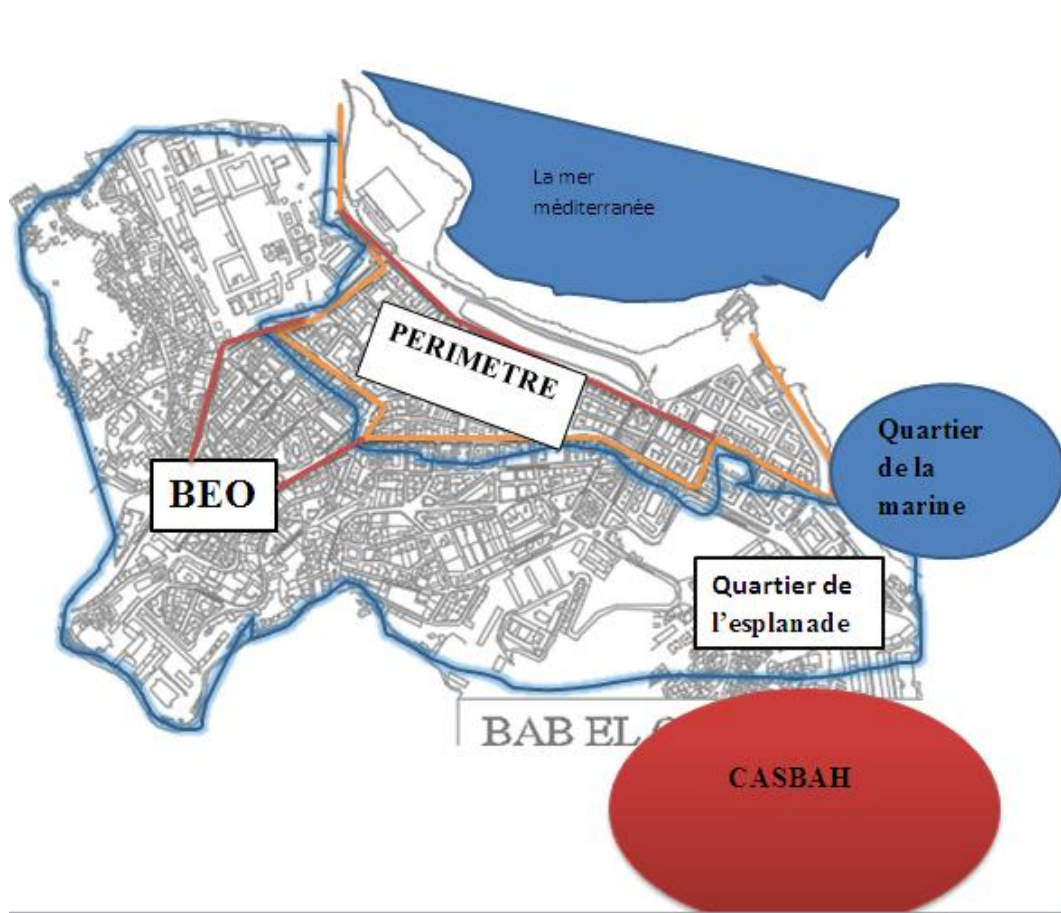 La mer
méditerranée
PERIMETRE
Quartier
de la
marine
BEO
Quartier de
l’esplanade
BAB EL
CASBAH